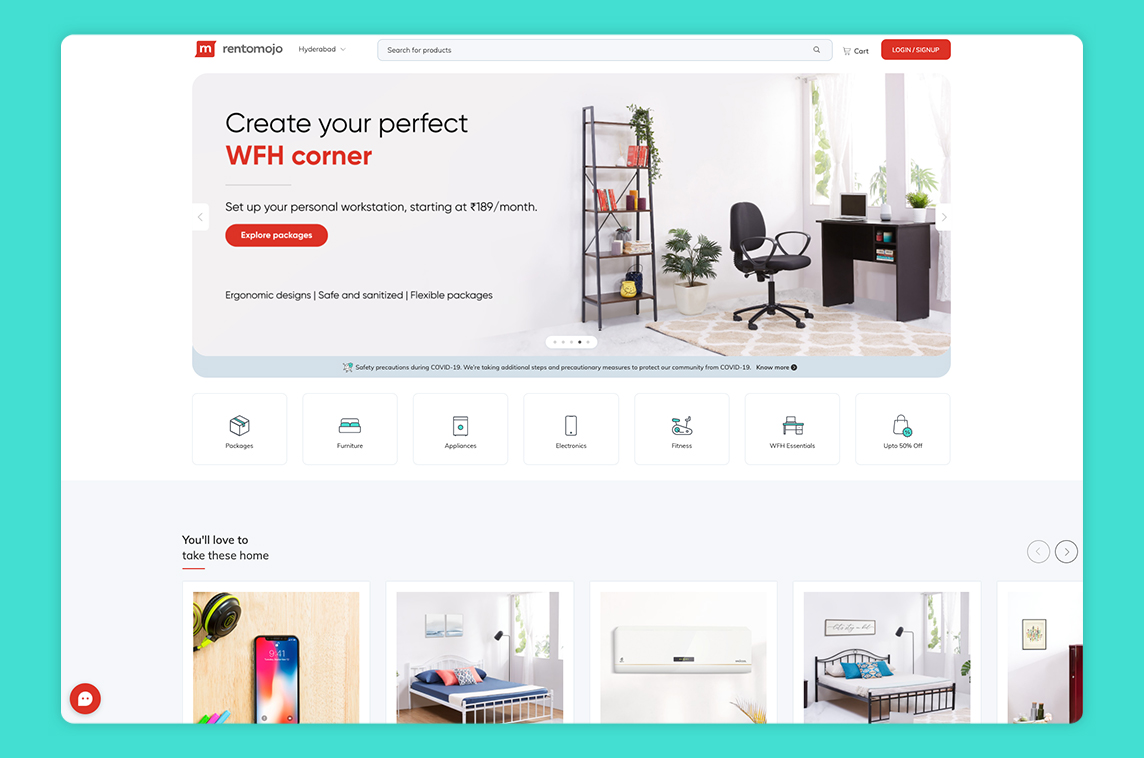 m rentomojo
Hyderabad
Search for products
Cart
LOGIN / SIGNUP
Create your perfect
WFH corner
Set up your personal workstation, starting at ₹189/month.
Explore packages
Ergonomic designs | Safe and sanitized | Flexible packages
Safety precautions during COVID-19. We're taking additional steps and precautionary measures to protect our community from COVID-19. Know more
Packages
Furniture
Appliances
Electronics
Fitness
WFH Essentials
Upto 50% Off
You'll love to
take these home
9:41